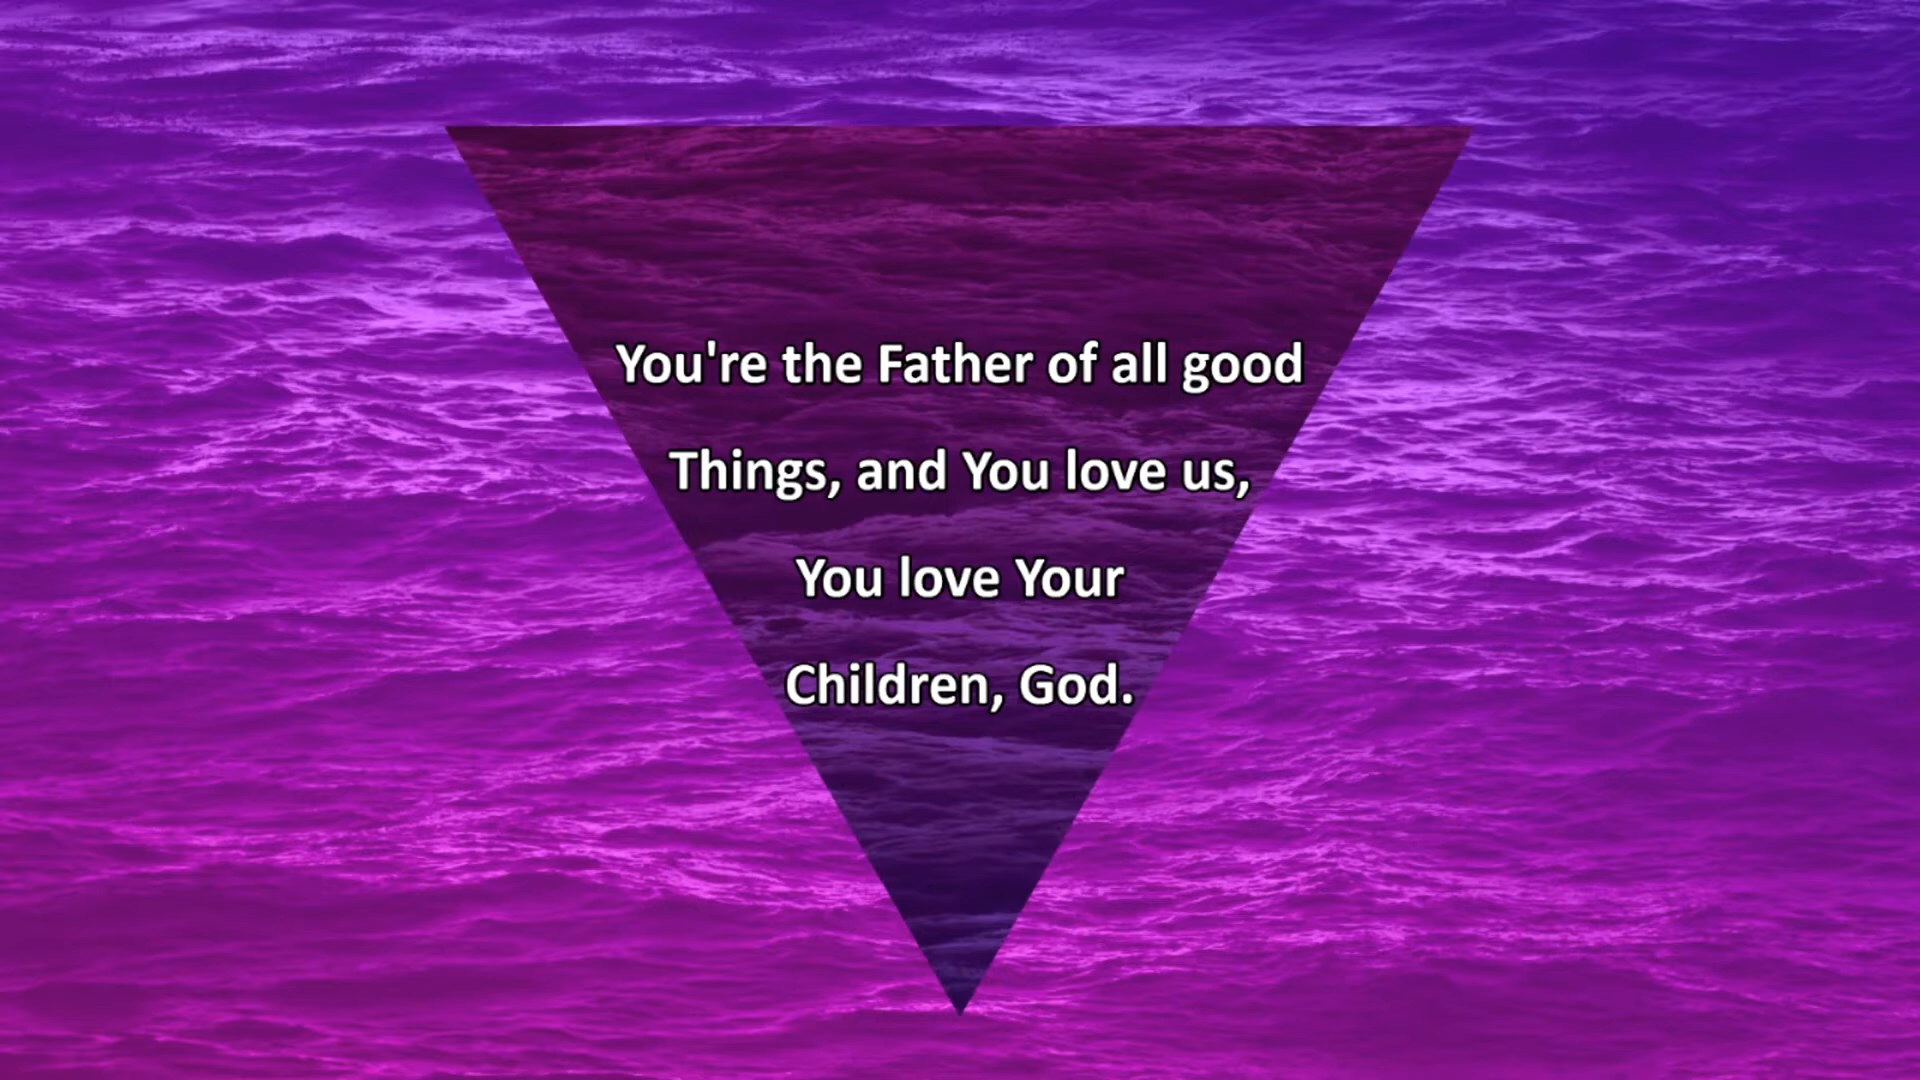 You're the Father of all good
Things, and You love us,
You love Your
Children, God.